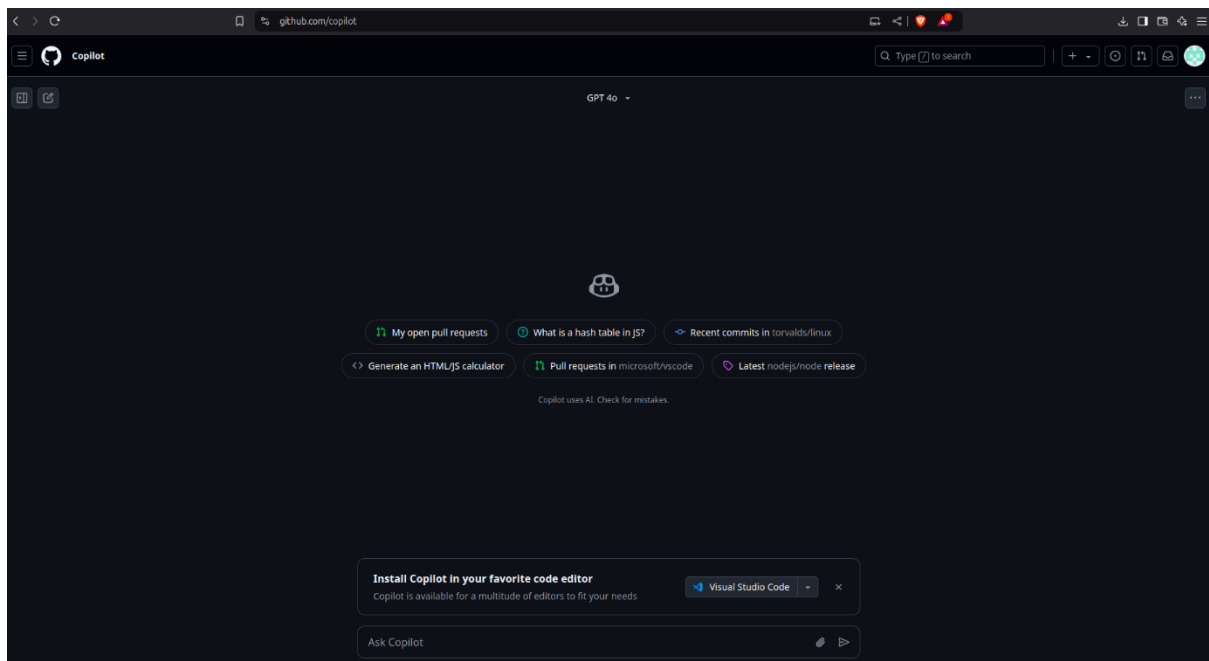 github.com/copilot
Copilot
Type / to search
GPT 4o
My open pull requests
What is a hash table in JS?
Recent commits in torvalds/linux
Generate an HTML/JS calculator
Pull requests in microsoft/vscode
Latest nodejs/node release
Copilot uses AI. Check for mistakes.
Install Copilot in your favorite code editor
Copilot is available for a multitude of editors to fit your needs
Visual Studio Code
Ask Copilot